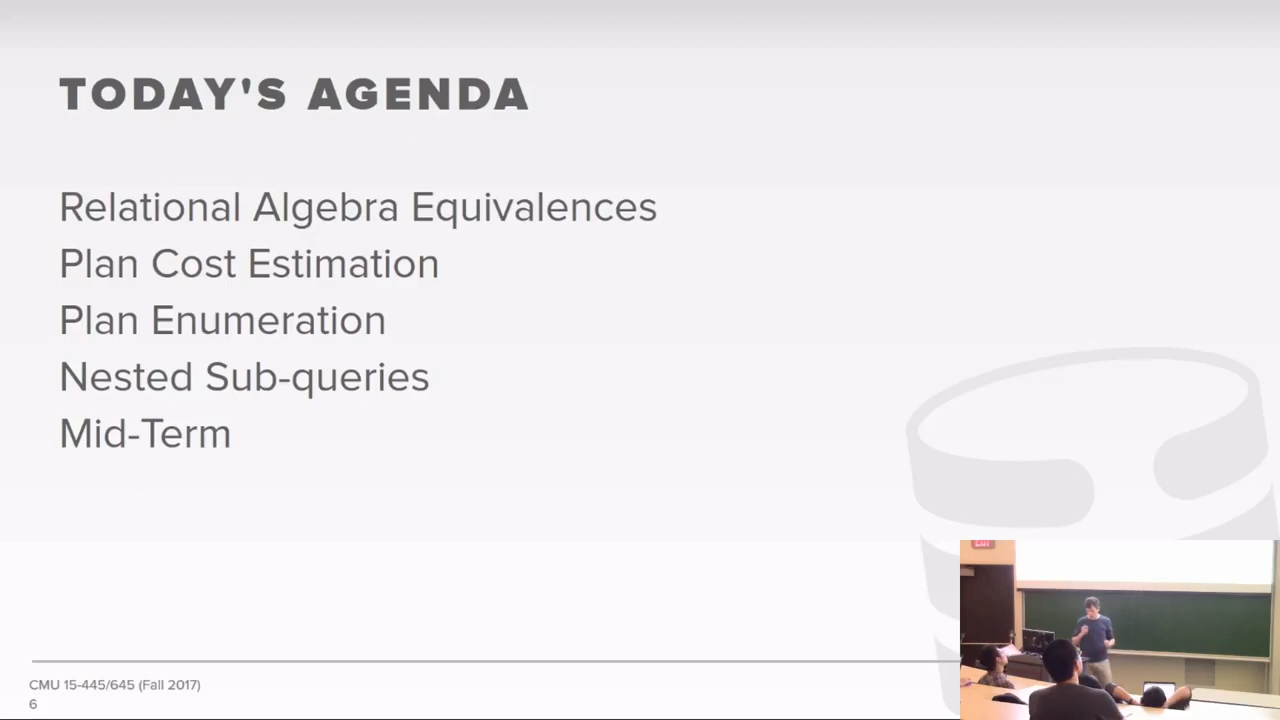 TODAY'S AGENDA
Relational Algebra Equivalences
Plan Cost Estimation
Plan Enumeration
Nested Sub-queries
Mid-Term
CMU 15-445/645 (Fall 2017)
6